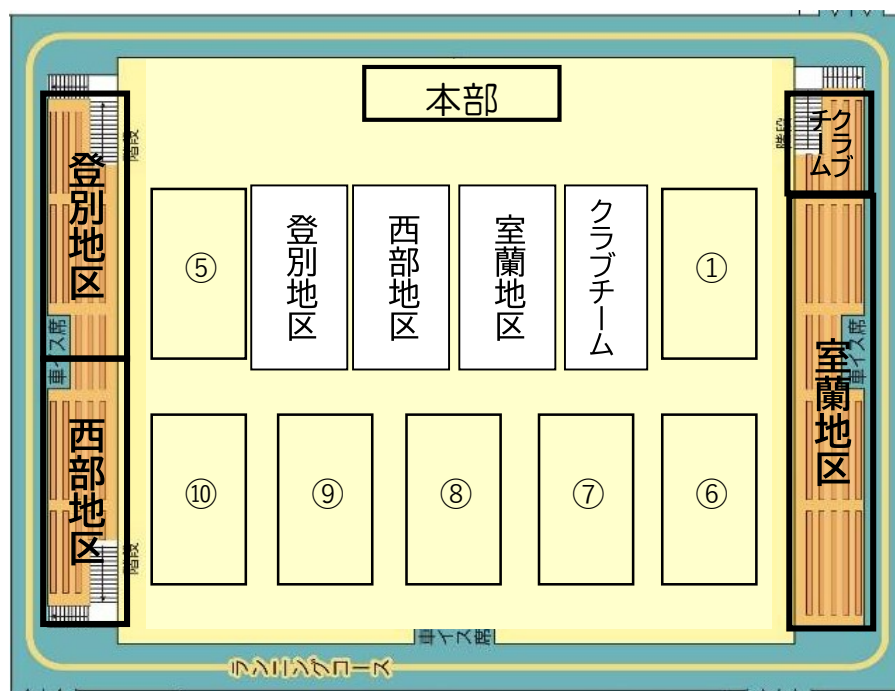 本部
クラブ
チーム
階段
階段
登別地区
⑤
登別地区
西部地区
室蘭地区
クラブチーム
①
車イス席
車イス席
車イス席
室蘭地区
西部地区
⑩
⑨
⑧
⑦
⑥
階段
車イス席
ランニングコース